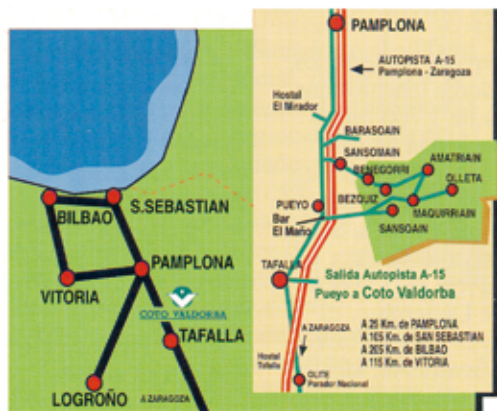 S.SEBASTIAN
BILBAO
PAMPLONA
VITORIA
COTO VALDORBA
TAFALLA
LOGROÑO
A ZARAGOZA
PAMPLONA
AUTOPISTA A-15
Pamplona - Zaragoza
Hostal
El Mirador
BARASOAIN
SANSOMAIN
BENEGORRI
AMATRIAIN
OLLETA
BEZQUIZ
MAQUIRRIAIN
SANSOAIN
PUEYO
Bar
El Maño
TAFALLA
Salida Autopista A-15
Pueyo a Coto Valdorba
A ZARAGOZA
A 25 Km. de PAMPLONA
A 105 Km. de SAN SEBASTIAN
A 205 Km. de BILBAO
A 115 Km. de VITORIA
Hostal
Tafalla
OLITE
Parador Nacional